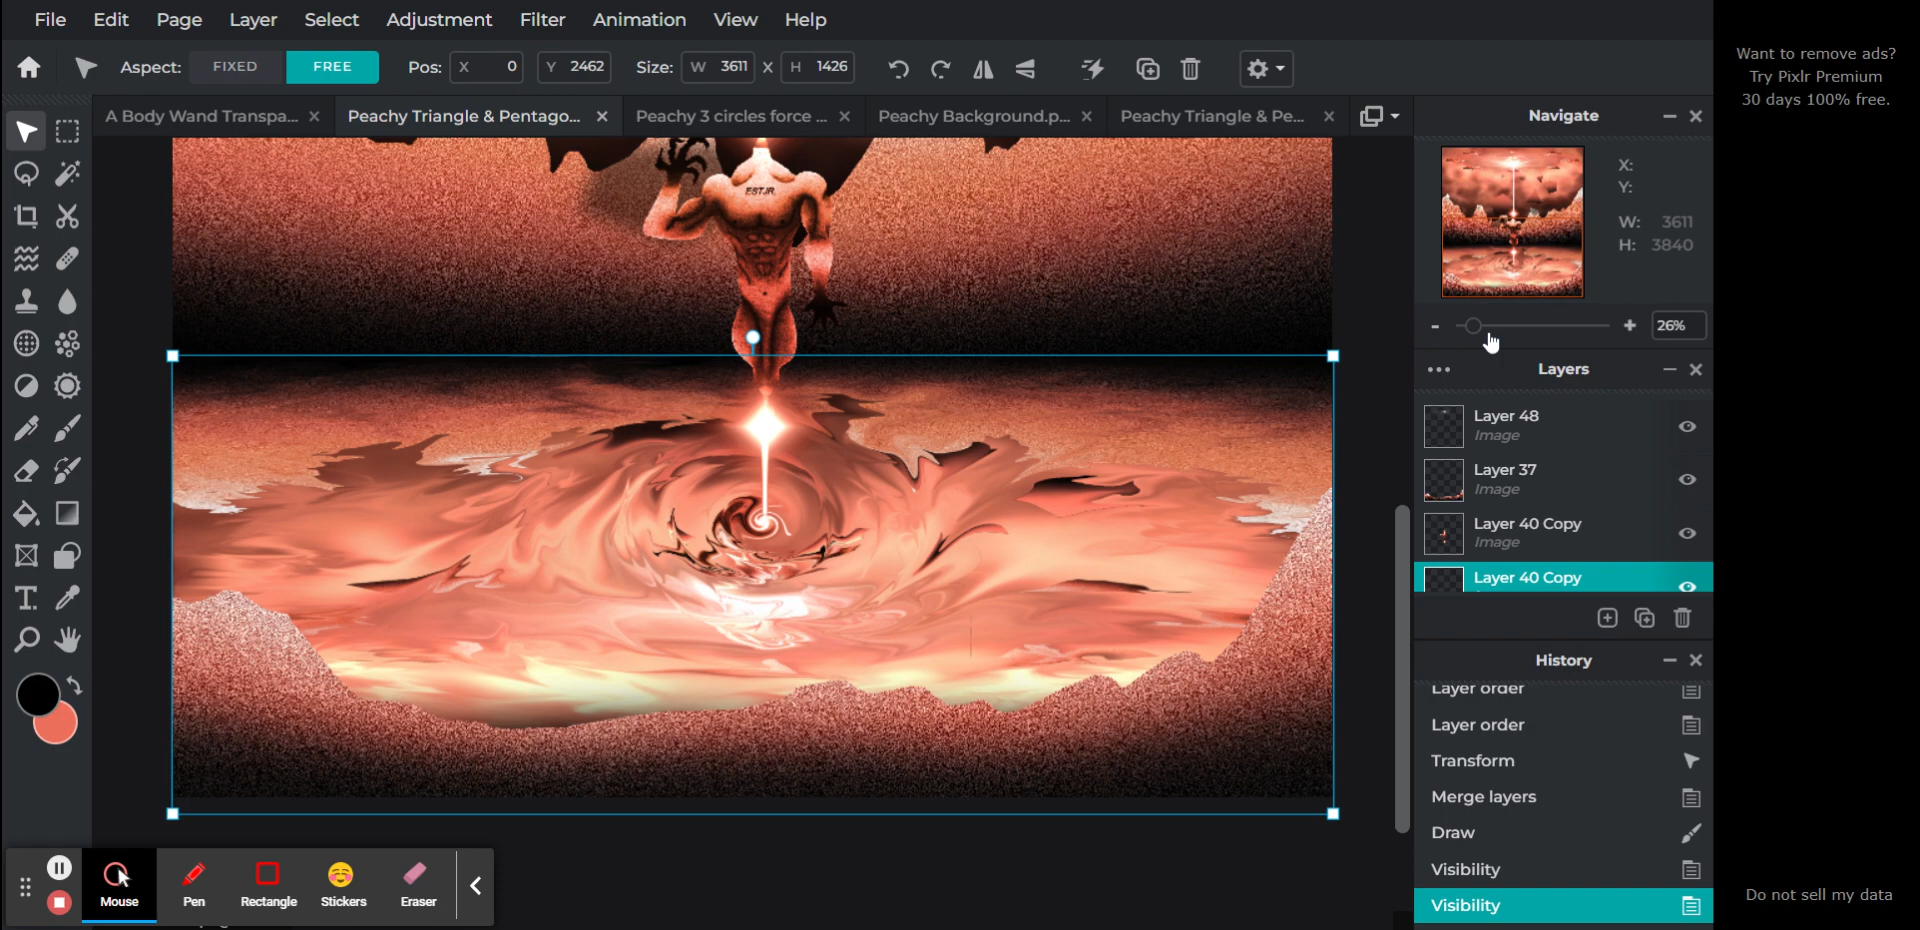 File Edit Page Layer Select Adjustment Filter Animation View Help
Aspect: FIXED FREE Pos: X 0 Y 2462 Size: W 3611 X H 1426
A Body Wand Transpa... Peachy Triangle & Pentago... Peachy 3 circles force ... Peachy Background.p... Peachy Triangle & Pe...
Navigate
X:
Y:
W: 3611
H: 3840
- + 26%
Layers
Layer 48
Image
Layer 37
Image
Layer 40 Copy
Image
Layer 40 Copy
History
Layer order
Layer order
Transform
Merge layers
Draw
Visibility
Visibility
EST.JR.
Mouse Pen Rectangle Stickers Eraser
Want to remove ads?
Try Pixlr Premium
30 days 100% free.
Do not sell my data